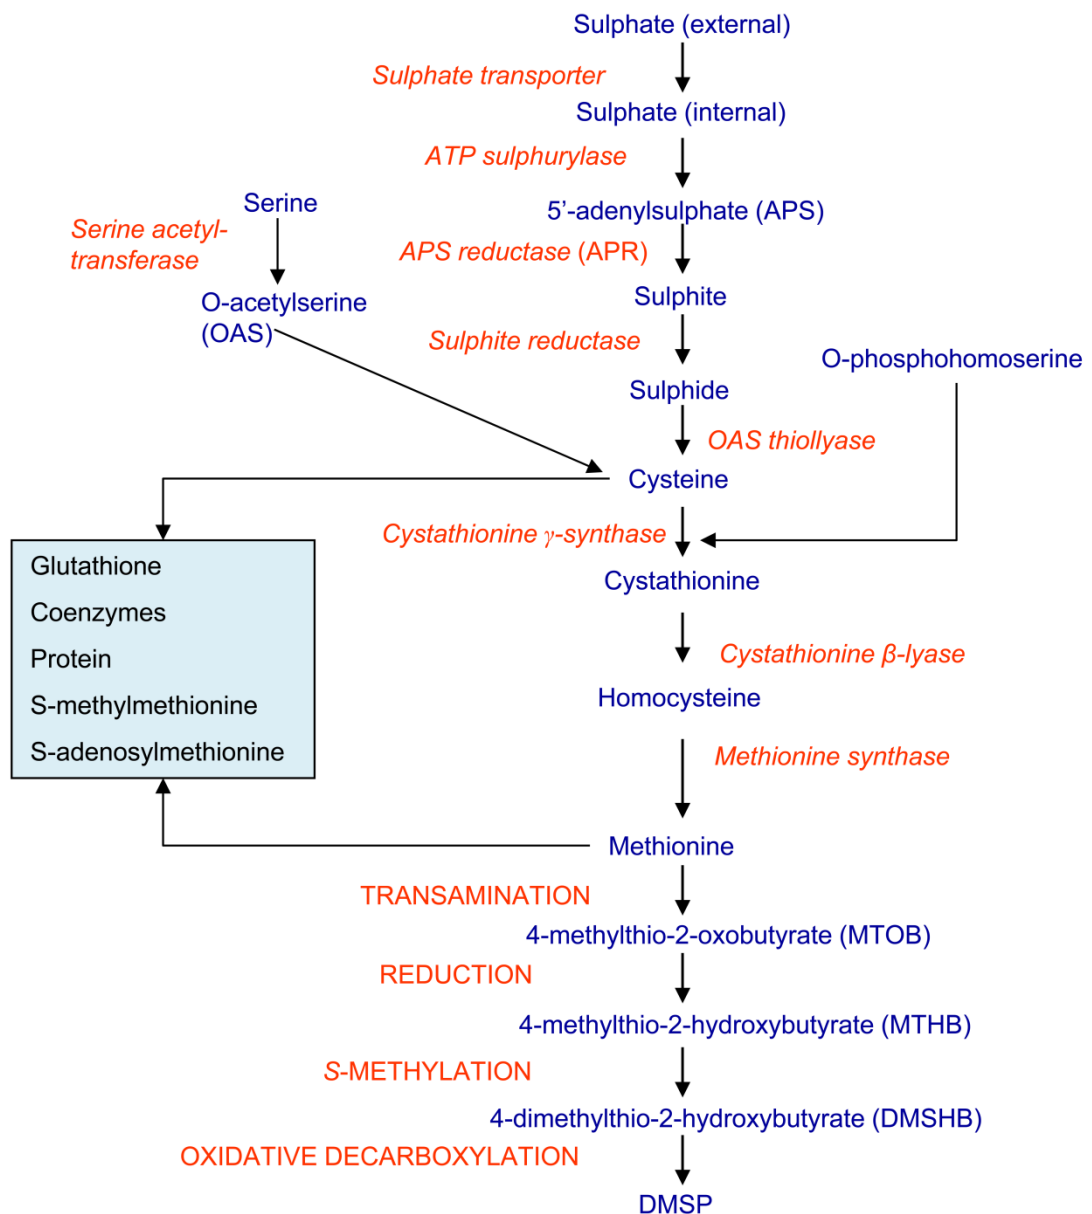 Sulphate (external)
Sulphate transporter
Sulphate (internal)
ATP sulphurylase
Serine
5’-adenylsulphate (APS)
Serine acetyl-
transferase
APS reductase (APR)
O-acetylserine
(OAS)
Sulphite
Sulphite reductase
O-phosphohomoserine
Sulphide
OAS thiollyase
Cysteine
Cystathionine γ-synthase
Glutathione
Coenzymes
Protein
S-methylmethionine
S-adenosylmethionine
Cystathionine
Cystathionine β-lyase
Homocysteine
Methionine synthase
Methionine
TRANSAMINATION
4-methylthio-2-oxobutyrate (MTOB)
REDUCTION
4-methylthio-2-hydroxybutyrate (MTHB)
S-METHYLATION
4-dimethylthio-2-hydroxybutyrate (DMSHB)
OXIDATIVE DECARBOXYLATION
DMSP